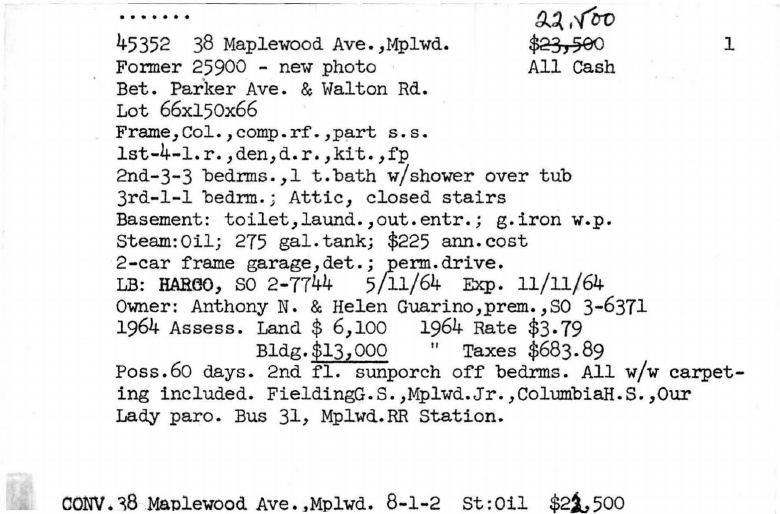 .......
22,500
45352 38 Maplewood Ave.,Mplwd. $23,500 1
Former 25900 - new photo All Cash
Bet. Parker Ave. & Walton Rd.
Lot 66x150x66
Frame,Col.,comp.rf.,part s.s.
1st-4-l.r.,den,d.r.,kit.,fp
2nd-3-3 bedrms.,1 t.bath w/shower over tub
3rd-1-1 bedrm.; Attic, closed stairs
Basement: toilet,laund.,out.entr.; g.iron w.p.
Steam:Oil; 275 gal.tank; $225 ann.cost
2-car frame garage,det.; perm.drive.
LB: HARGO, SO 2-7744 5/11/64 Exp. 11/11/64
Owner: Anthony N. & Helen Guarino,prem.,SO 3-6371
1964 Assess. Land $ 6,100 1964 Rate $3.79
Bldg.$13,000 " Taxes $683.89
Poss.60 days. 2nd fl. sunporch off bedrms. All w/w carpet-
ing included. FieldingG.S.,Mplwd.Jr.,ColumbiaH.S.,Our
Lady paro. Bus 31, Mplwd.RR Station.
CONV.38 Maplewood Ave.,Mplwd. 8-1-2 St:Oil